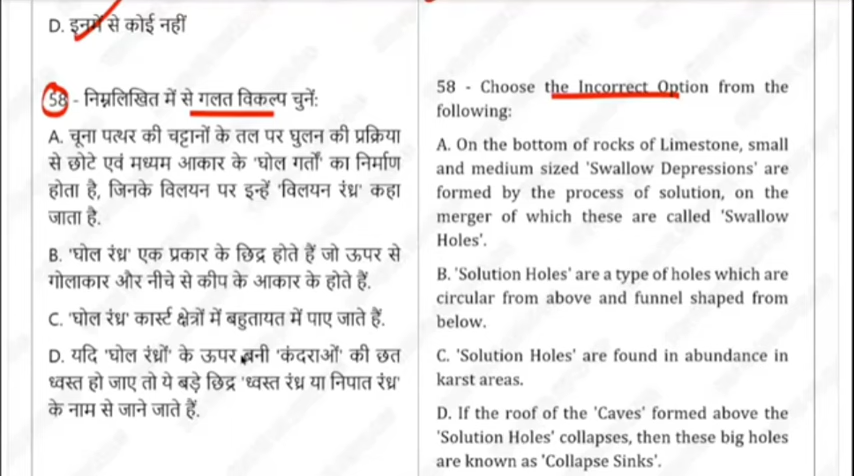 D. इनमें से कोई नहीं
58 - निम्नलिखित में से गलत विकल्प चुनें:
A. चूना पत्थर की चट्टानों के तल पर घुलन की प्रक्रिया
से छोटे एवं मध्यम आकार के 'घोल गर्तों' का निर्माण
होता है, जिनके विलयन पर इन्हें 'विलयन रंध्र' कहा
जाता है.
B. 'घोल रंध्र' एक प्रकार के छिद्र होते हैं जो ऊपर से
गोलाकार और नीचे से कीप के आकार के होते हैं.
C. 'घोल रंध्र' कार्स्ट क्षेत्रों में बहुतायत में पाए जाते हैं.
D. यदि 'घोल रंध्रों' के ऊपर बनी 'कंदराओं' की छत
ध्वस्त हो जाए तो ये बड़े छिद्र 'ध्वस्त रंध्र या निपात रंध्र'
के नाम से जाने जाते हैं.
58 - Choose the Incorrect Option from the
following:
A. On the bottom of rocks of Limestone, small
and medium sized 'Swallow Depressions' are
formed by the process of solution, on the
merger of which these are called 'Swallow
Holes'.
B. 'Solution Holes' are a type of holes which are
circular from above and funnel shaped from
below.
C. 'Solution Holes' are found in abundance in
karst areas.
D. If the roof of the 'Caves' formed above the
'Solution Holes' collapses, then these big holes
are known as 'Collapse Sinks'.